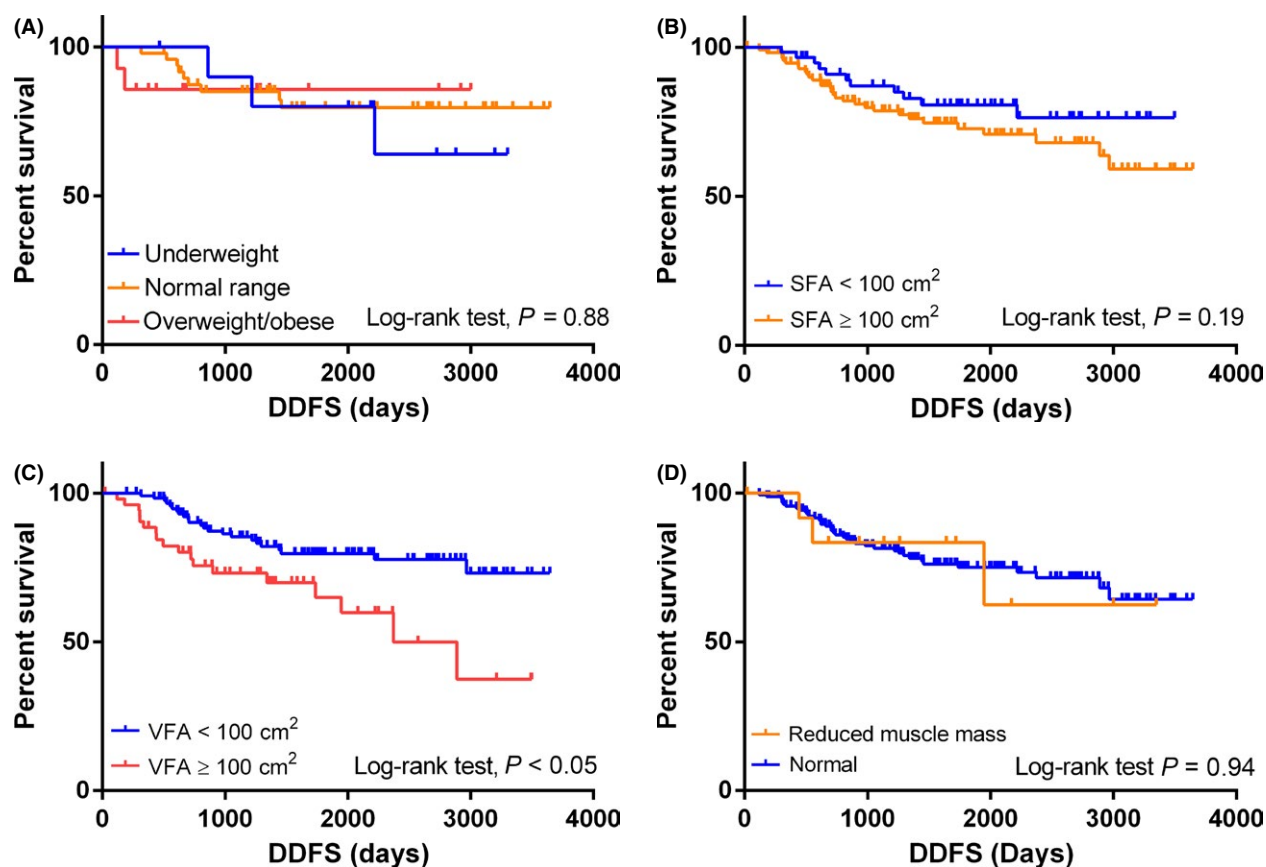 (A)
Percent survival
100
50
0
Underweight
Normal range
Overweight/obese
Log-rank test, P = 0.88
0 1000 2000 3000 4000
DDFS (days)
(B)
Percent survival
100
50
0
SFA < 100 cm²
SFA ≥ 100 cm²
Log-rank test, P = 0.19
0 1000 2000 3000 4000
DDFS (days)
(C)
Percent survival
100
50
0
VFA < 100 cm²
VFA ≥ 100 cm²
Log-rank test, P < 0.05
0 1000 2000 3000 4000
DDFS (days)
(D)
Percent survival
100
50
0
Reduced muscle mass
Normal
Log-rank test P = 0.94
0 1000 2000 3000 4000
DDFS (Days)